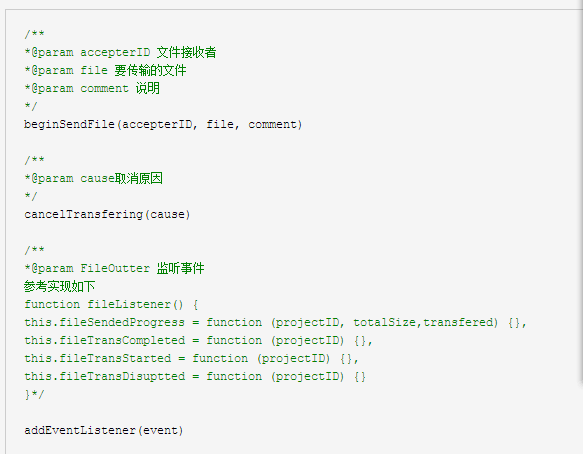 /**
*@param accepterID 文件接收者
*@param file 要传输的文件
*@param comment 说明
*/
beginSendFile(accepterID, file, comment)
/**
*@param cause取消原因
*/
cancelTransfering(cause)
/**
*@param FileOutter 监听事件
参考实现如下
function fileListener() {
this.fileSendedProgress = function (projectID, totalSize,transfered) {},
this.fileTransCompleted = function (projectID) {},
this.fileTransStarted = function (projectID) {},
this.fileTransDisuptted = function (projectID) {}
}*/
addEventListener(event)